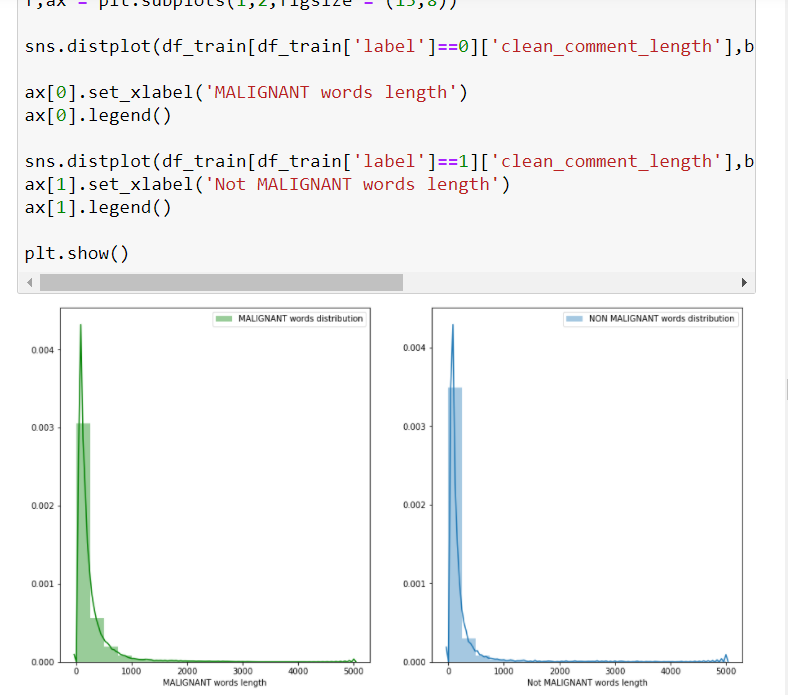 f,ax = plt.subplots(1,2,figsize = (15,8))
sns.distplot(df_train[df_train['label']==0]['clean_comment_length'],b
ax[0].set_xlabel('MALIGNANT words length')
ax[0].legend()
sns.distplot(df_train[df_train['label']==1]['clean_comment_length'],b
ax[1].set_xlabel('Not MALIGNANT words length')
ax[1].legend()
plt.show()
MALIGNANT words distribution
0.004
0.003
0.002
0.001
0.000
0 1000 2000 3000 4000 5000
MALIGNANT words length
NON MALIGNANT words distribution
0.004
0.003
0.002
0.001
0.000
0 1000 2000 3000 4000 5000
Not MALIGNANT words length